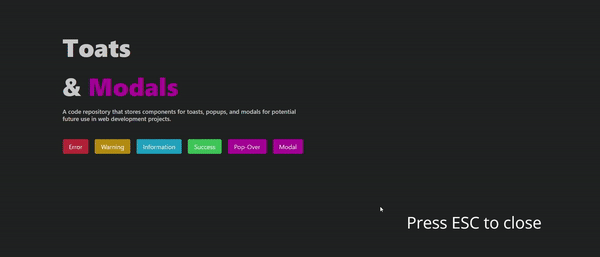 Toats
& Modals
A code repository that stores components for toasts, popups, and modals for potential
future use in web development projects.
Error Warning Information Success Pop-Over Modal
Press ESC to close